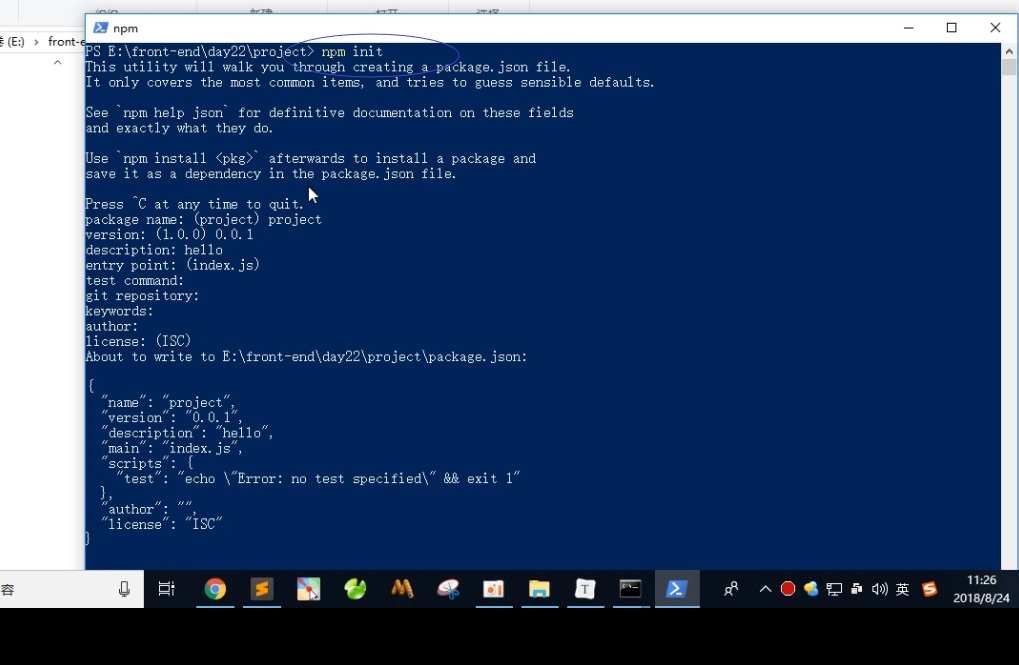 npm
(E:) › front-e
PS E:\front-end\day22\project> npm init
This utility will walk you through creating a package.json file.
It only covers the most common items, and tries to guess sensible defaults.
See `npm help json` for definitive documentation on these fields
and exactly what they do.
Use `npm install <pkg>` afterwards to install a package and
save it as a dependency in the package.json file.
Press ^C at any time to quit.
package name: (project) project
version: (1.0.0) 0.0.1
description: hello
entry point: (index.js)
test command:
git repository:
keywords:
author:
license: (ISC)
About to write to E:\front-end\day22\project\package.json:
{
"name": "project",
"version": "0.0.1",
"description": "hello",
"main": "index.js",
"scripts": {
"test": "echo \"Error: no test specified\" && exit 1"
},
"author": "",
"license": "ISC"
}
容
英
11:26
2018/8/24